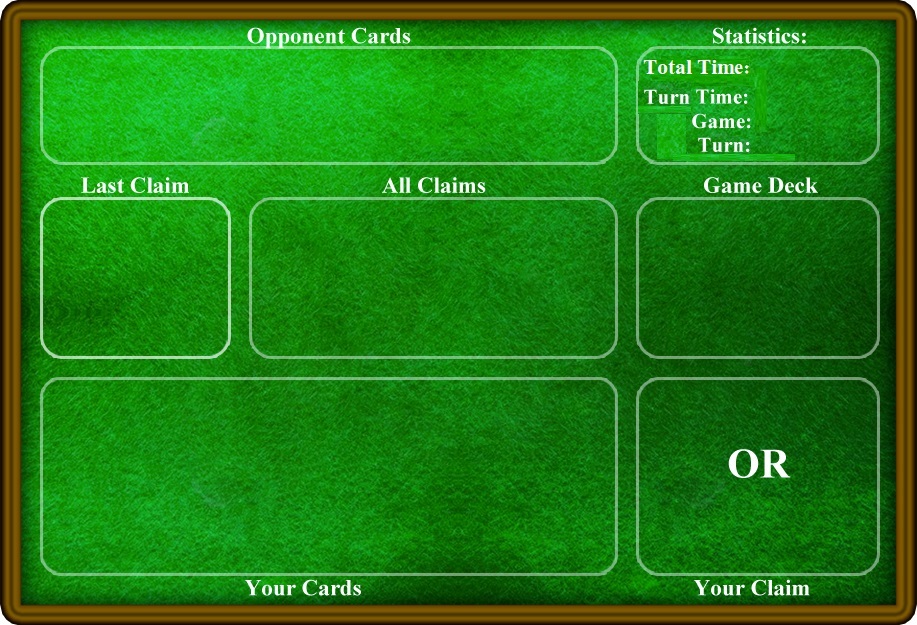 Opponent Cards
Statistics:
Total Time:
Turn Time:
Game:
Turn:
Last Claim
All Claims
Game Deck
OR
Your Cards
Your Claim